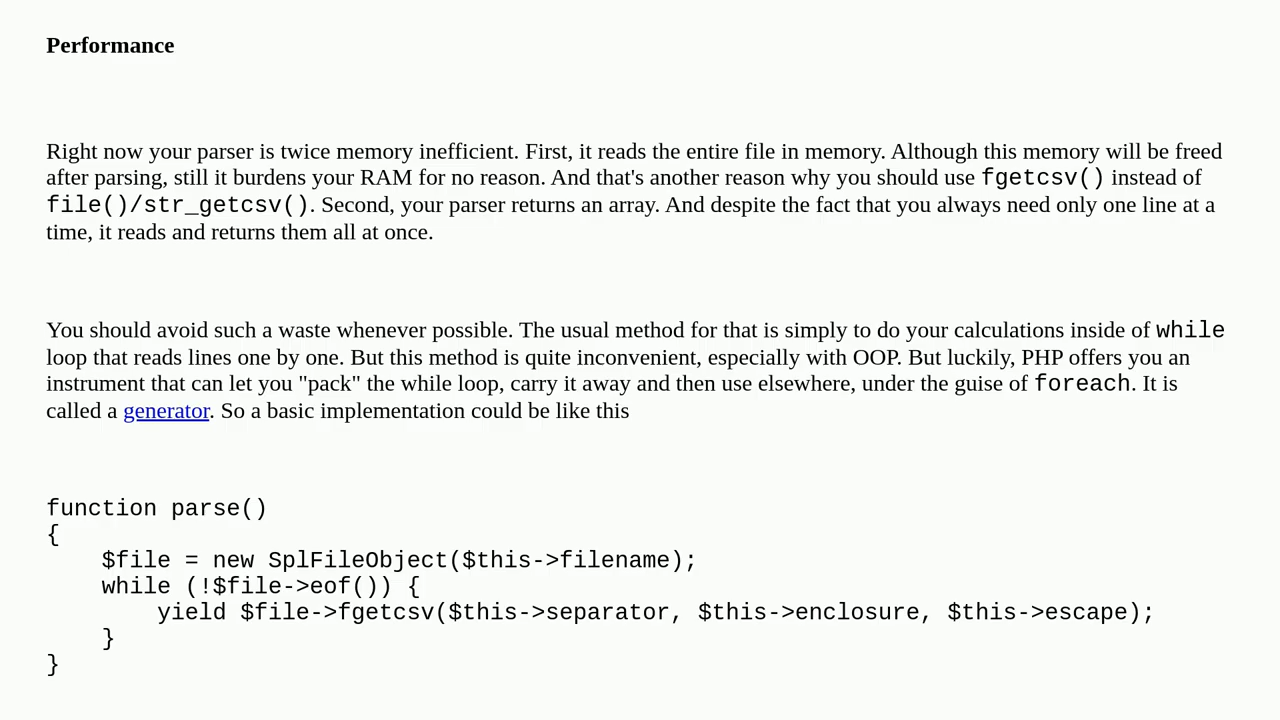 Performance
Right now your parser is twice memory inefficient. First, it reads the entire file in memory. Although this memory will be freed
after parsing, still it burdens your RAM for no reason. And that's another reason why you should use fgetcsv() instead of
file()/str_getcsv(). Second, your parser returns an array. And despite the fact that you always need only one line at a
time, it reads and returns them all at once.
You should avoid such a waste whenever possible. The usual method for that is simply to do your calculations inside of while
loop that reads lines one by one. But this method is quite inconvenient, especially with OOP. But luckily, PHP offers you an
instrument that can let you "pack" the while loop, carry it away and then use elsewhere, under the guise of foreach. It is
called a generator. So a basic implementation could be like this
function parse()
{
    $file = new SplFileObject($this->filename);
    while (!$file->eof()) {
        yield $file->fgetcsv($this->separator, $this->enclosure, $this->escape);
    }
}